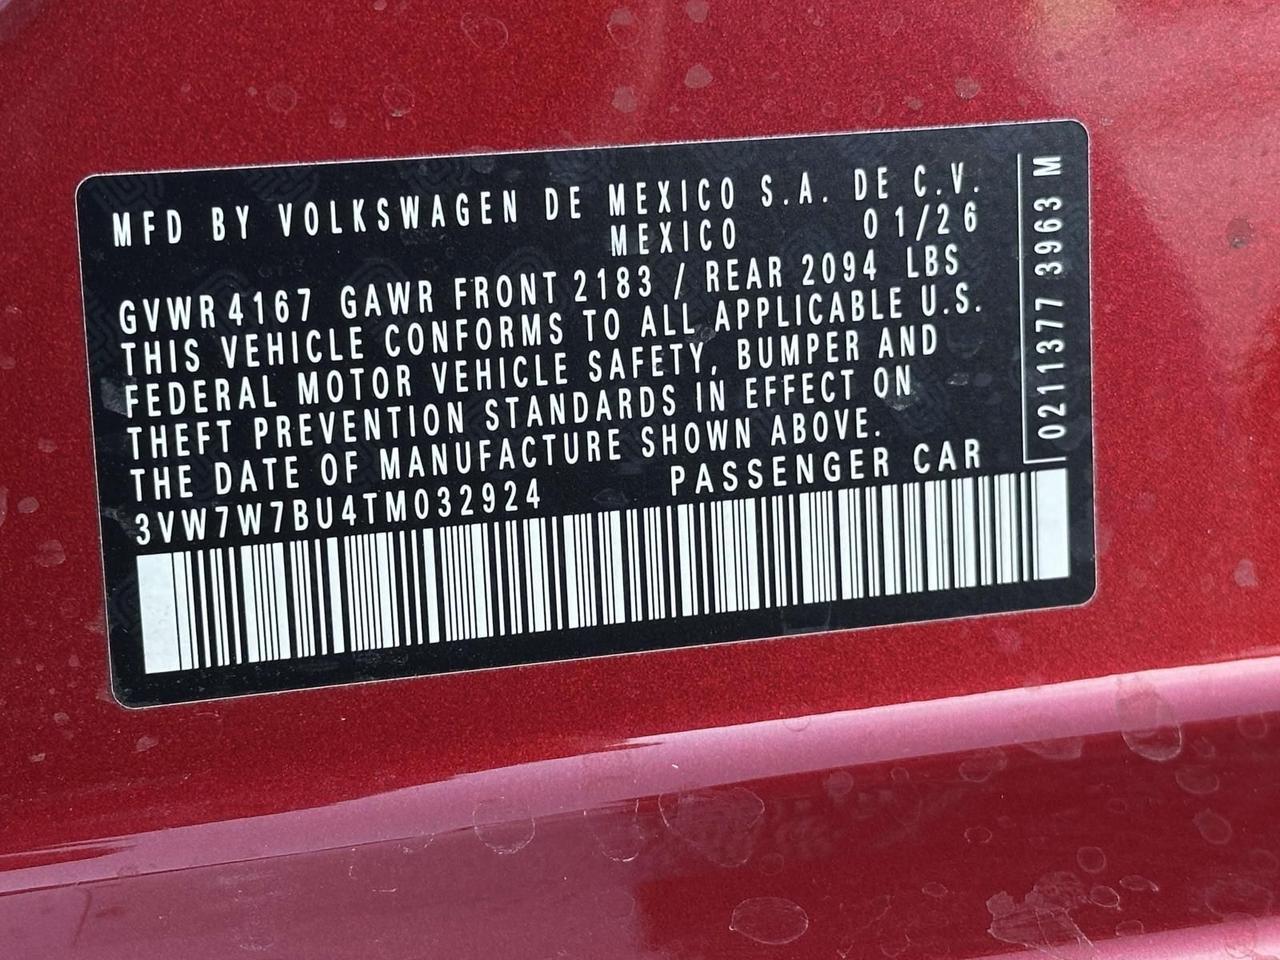 MFD BY VOLKSWAGEN DE MEXICO S.A. DE C.V.
MEXICO 01/26
GVWR 4167 GAWR FRONT 2183 / REAR 2094 LBS
THIS VEHICLE CONFORMS TO ALL APPLICABLE U.S.
FEDERAL MOTOR VEHICLE SAFETY, BUMPER AND
THEFT PREVENTION STANDARDS IN EFFECT ON
THE DATE OF MANUFACTURE SHOWN ABOVE.
3VW7W7BU4TM032924 PASSENGER CAR
0211377 3963 M